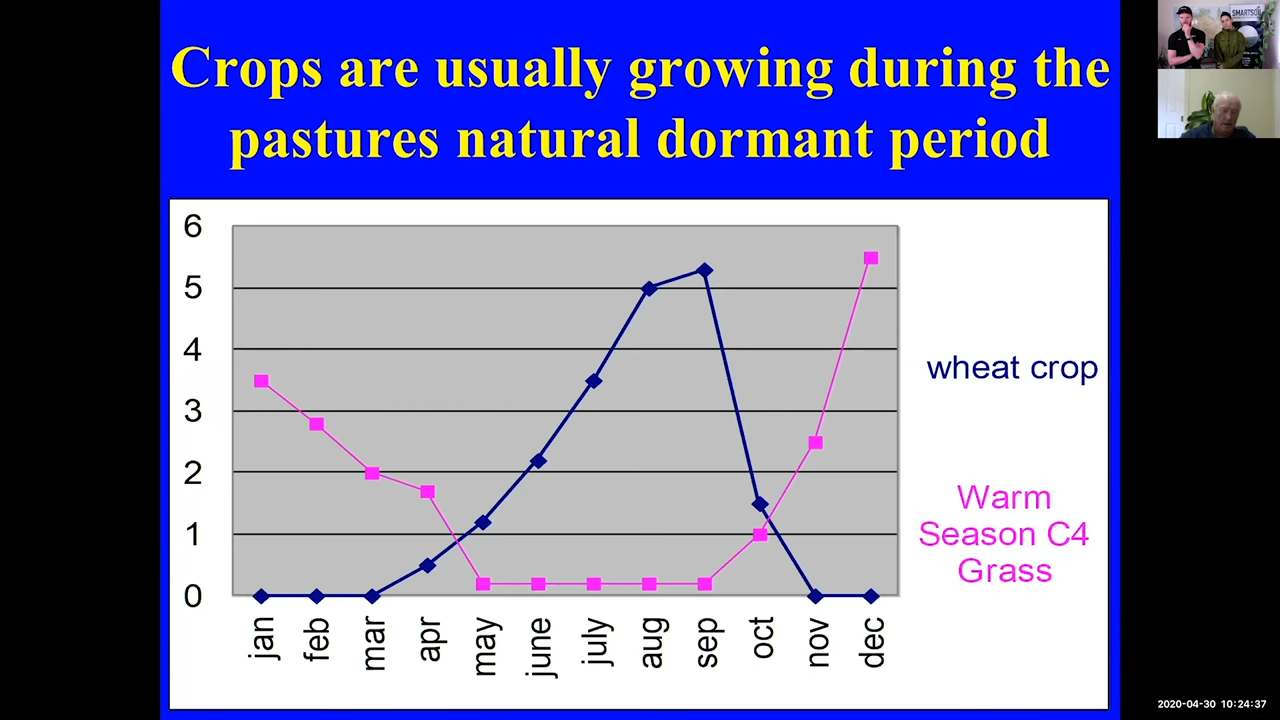 Crops are usually growing during the
pastures natural dormant period
6
5
4
3
2
1
0
jan
feb
mar
apr
may
june
july
aug
sep
oct
nov
dec
wheat crop
Warm
Season C4
Grass
2020-04-30 10:24:37